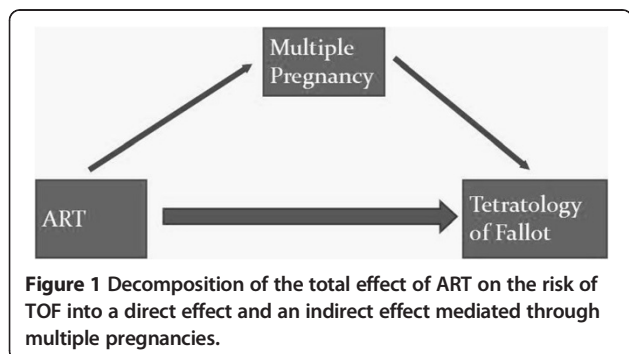 Multiple
Pregnancy
ART
Tetratology
of Fallot
Figure 1 Decomposition of the total effect of ART on the risk of
TOF into a direct effect and an indirect effect mediated through
multiple pregnancies.